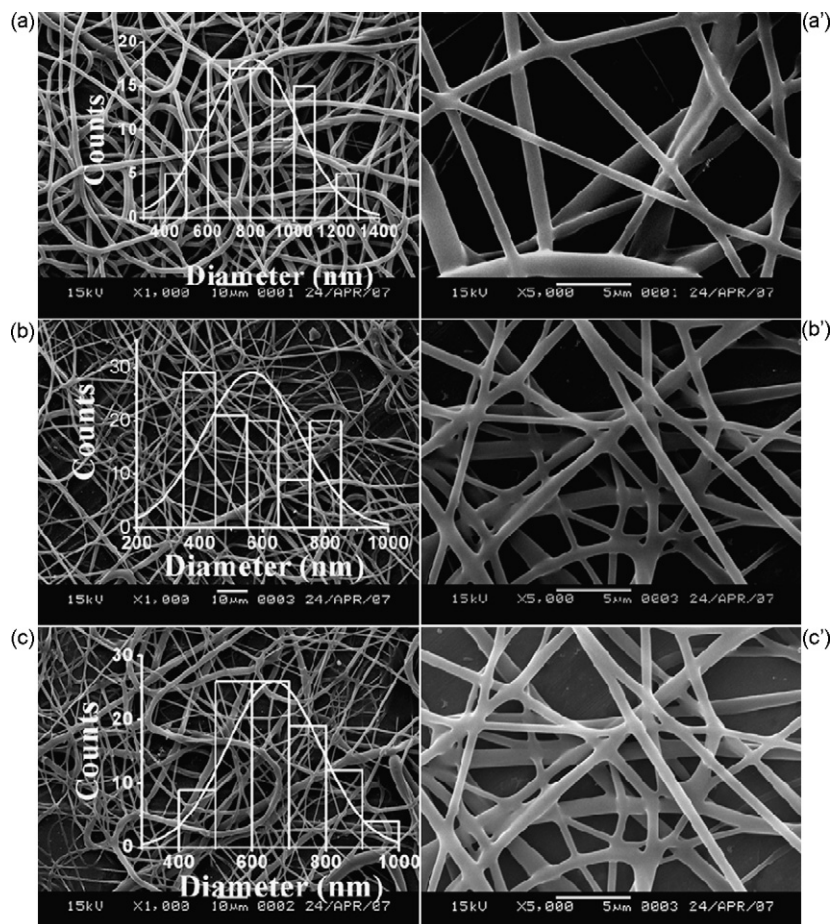 (a)
20
15
10
5
0
Counts
400 600 800 1000 1200 1400
Diameter (nm)
15kV X1,000 10μm 0001 24/APR/07
(a')
15kV X5,000 5μm 0001 24/APR/07
(b)
30
20
10
0
Counts
200 400 600 800 1000
Diameter (nm)
15kV X1,000 10μm 0003 24/APR/07
(b')
15kV X5,000 5μm 0003 24/APR/07
(c)
30
20
10
0
Counts
400 600 800 1000
Diameter (nm)
15kV X1,000 10μm 0002 24/APR/07
(c')
15kV X5,000 5μm 0003 24/APR/07